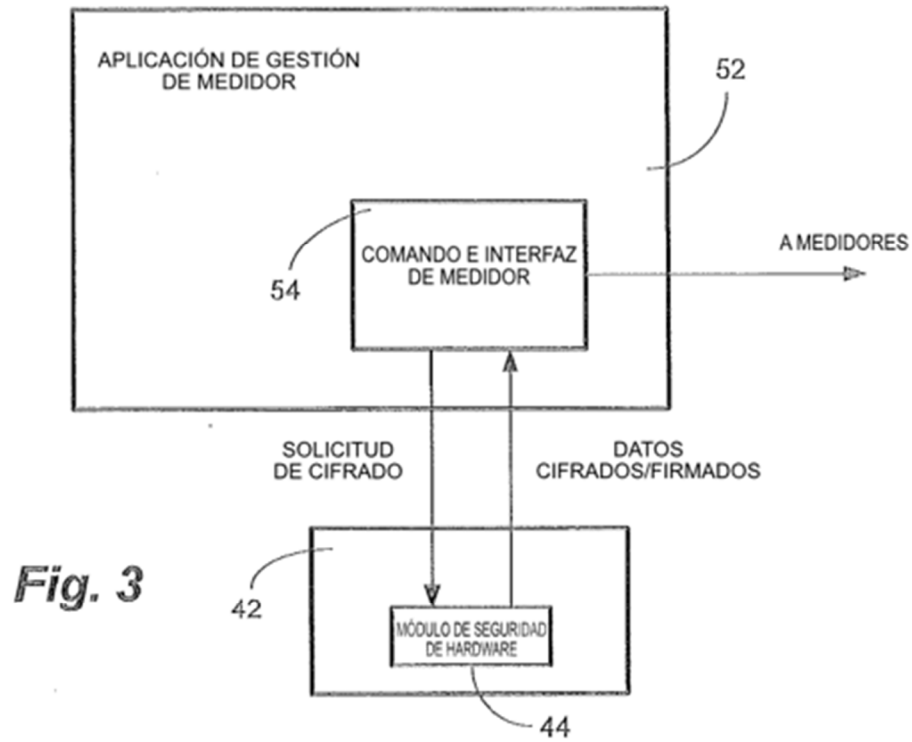 APLICACIÓN DE GESTIÓN
DE MEDIDOR
52
COMANDO E INTERFAZ
DE MEDIDOR
54
A MEDIDORES
SOLICITUD
DE CIFRADO
DATOS
CIFRADOS/FIRMADOS
Fig. 3
42
MÓDULO DE SEGURIDAD
DE HARDWARE
44